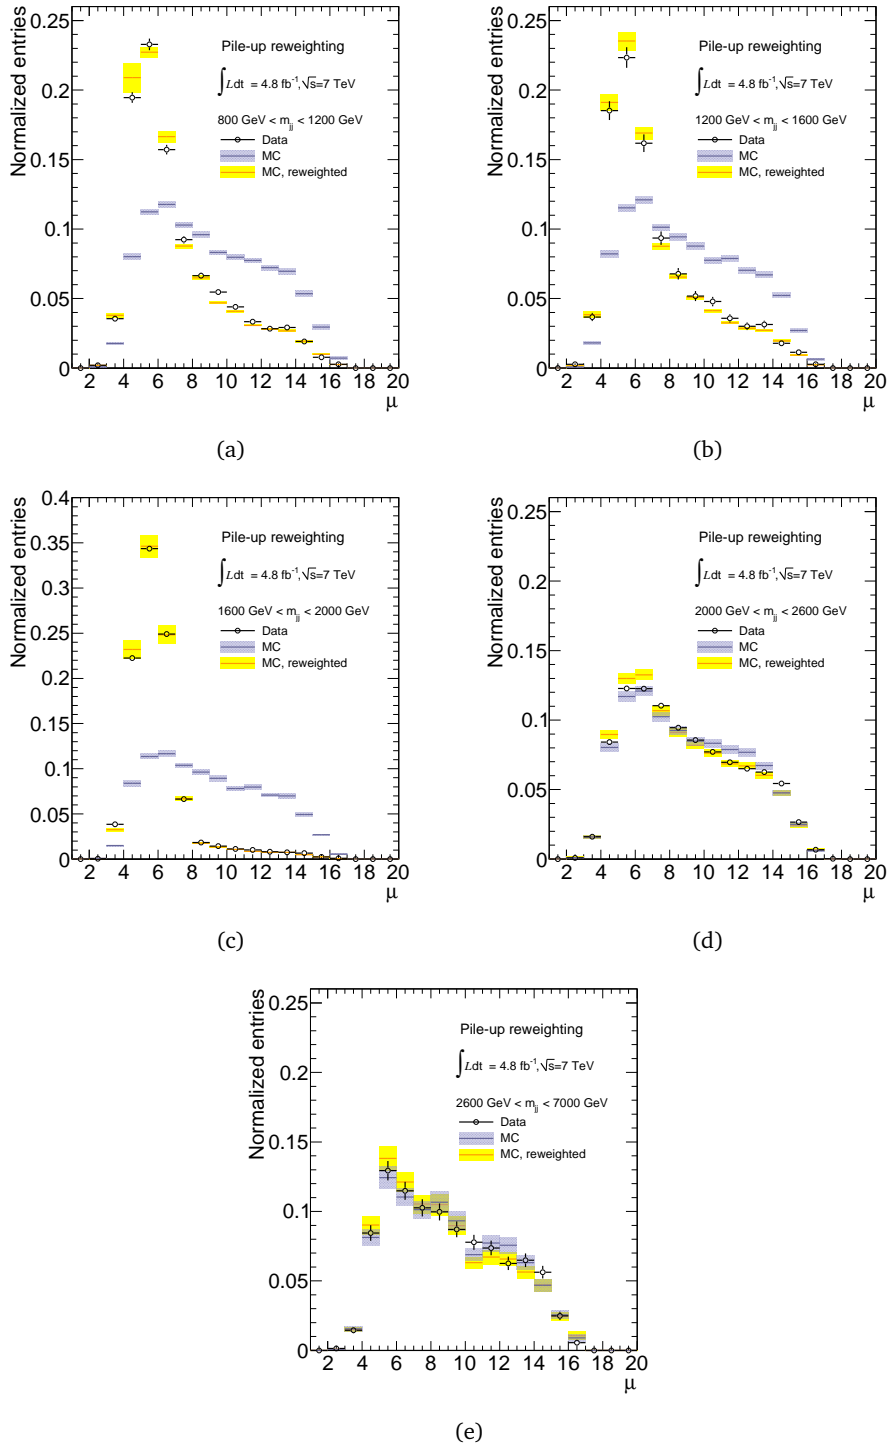 Normalized entries
0.25
0.2
0.15
0.1
0.05
0
Pile-up reweighting
∫ Ldt = 4.8 fb⁻¹,√s=7 TeV
800 GeV < m_jj < 1200 GeV
Data
MC
MC, reweighted
2 4 6 8 10 12 14 16 18 20
μ
(a)
Normalized entries
0.25
0.2
0.15
0.1
0.05
0
Pile-up reweighting
∫ Ldt = 4.8 fb⁻¹,√s=7 TeV
1200 GeV < m_jj < 1600 GeV
Data
MC
MC, reweighted
2 4 6 8 10 12 14 16 18 20
μ
(b)
Normalized entries
0.4
0.35
0.3
0.25
0.2
0.15
0.1
0.05
0
Pile-up reweighting
∫ Ldt = 4.8 fb⁻¹,√s=7 TeV
1600 GeV < m_jj < 2000 GeV
Data
MC
MC, reweighted
2 4 6 8 10 12 14 16 18 20
μ
(c)
Normalized entries
0.25
0.2
0.15
0.1
0.05
0
Pile-up reweighting
∫ Ldt = 4.8 fb⁻¹,√s=7 TeV
2000 GeV < m_jj < 2600 GeV
Data
MC
MC, reweighted
2 4 6 8 10 12 14 16 18 20
μ
(d)
Normalized entries
0.25
0.2
0.15
0.1
0.05
0
Pile-up reweighting
∫ Ldt = 4.8 fb⁻¹,√s=7 TeV
2600 GeV < m_jj < 7000 GeV
Data
MC
MC, reweighted
2 4 6 8 10 12 14 16 18 20
μ
(e)